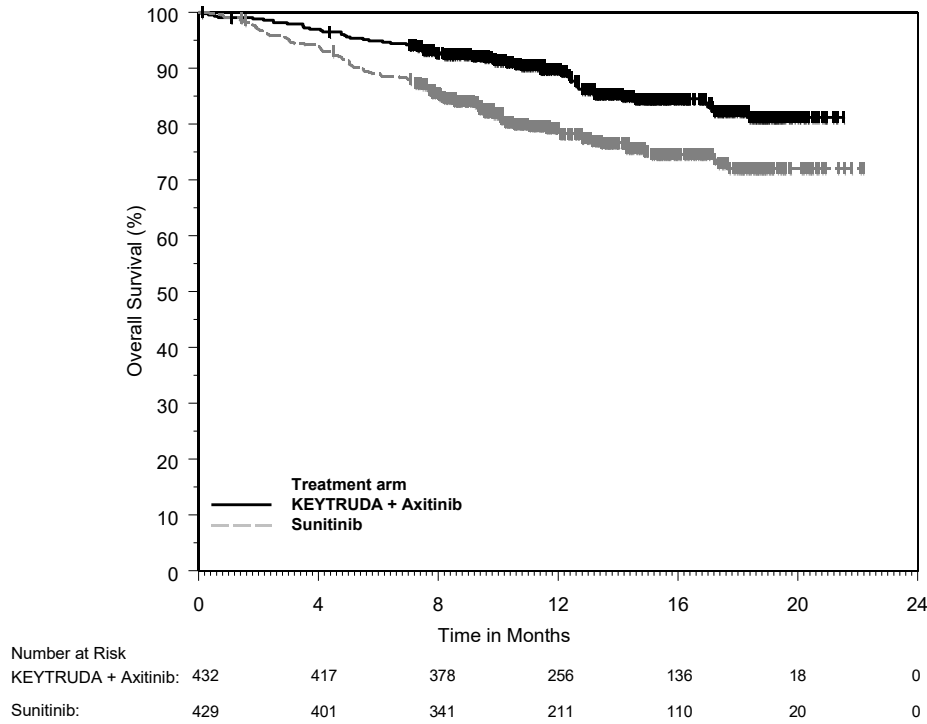 100
90
80
70
60
50
40
30
20
10
0
Overall Survival (%)
Treatment arm
KEYTRUDA + Axitinib
Sunitinib
0 4 8 12 16 20 24
Time in Months
Number at Risk
KEYTRUDA + Axitinib: 432 417 378 256 136 18 0
Sunitinib: 429 401 341 211 110 20 0